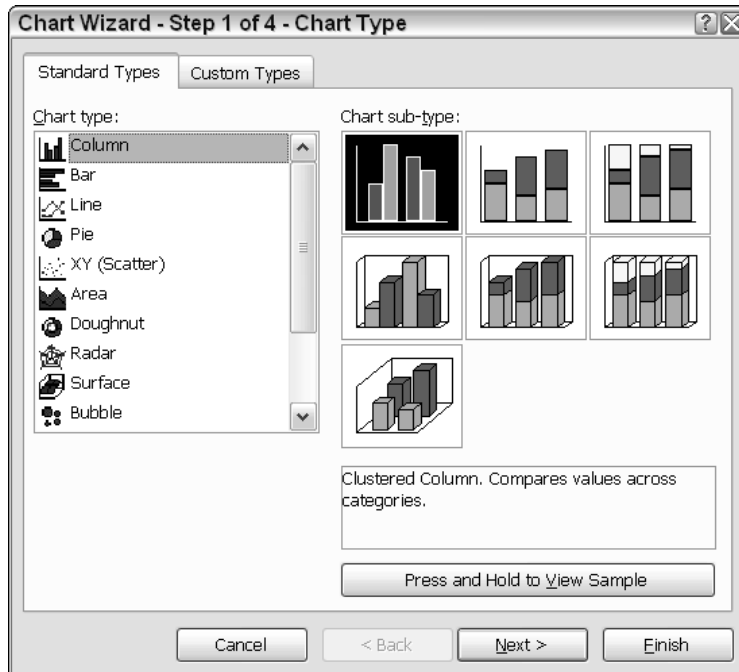 Chart Wizard - Step 1 of 4 - Chart Type
Standard Types
Custom Types
Chart type:
Column
Bar
Line
Pie
XY (Scatter)
Area
Doughnut
Radar
Surface
Bubble
Chart sub-type:
Clustered Column. Compares values across
categories.
Press and Hold to View Sample
Cancel
< Back
Next >
Finish